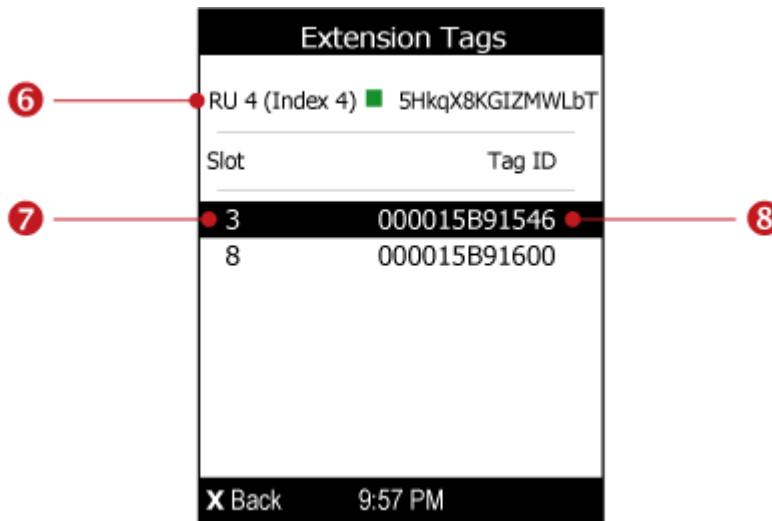 Extension Tags
6 RU 4 (Index 4) 5HkqX8KGIZMWLbT
Slot Tag ID
7 3 000015B91546 8
8 000015B91600
X Back 9:57 PM